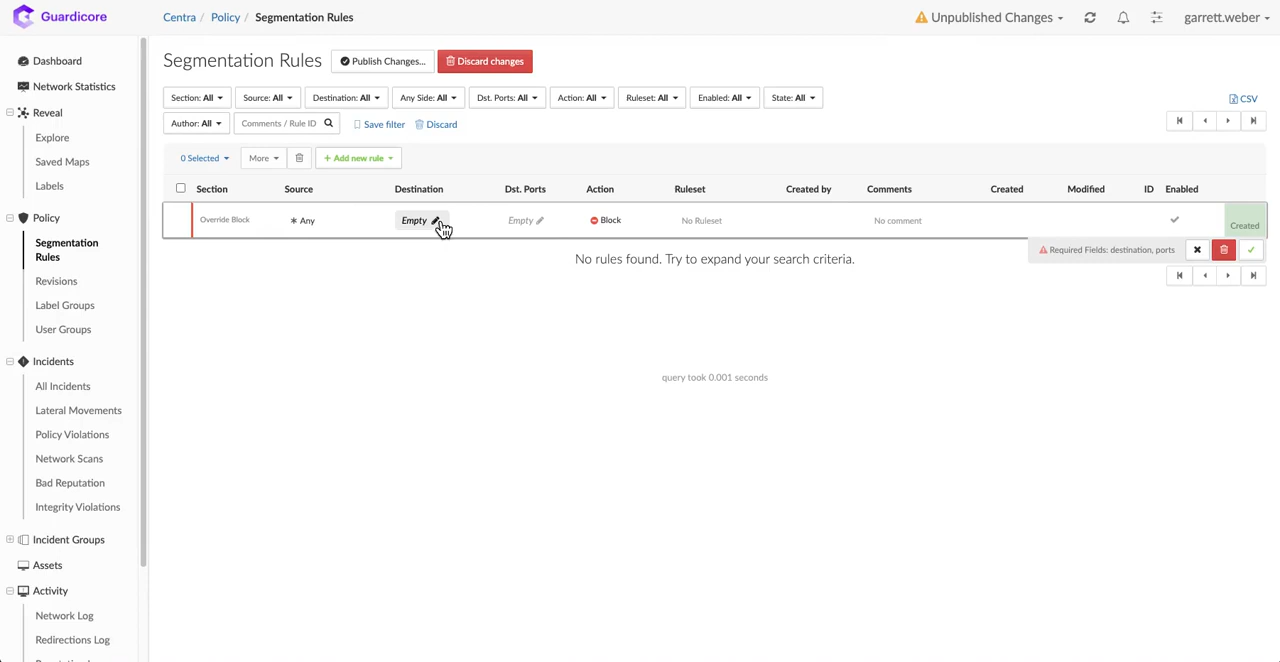 Guardicore
Centra / Policy / Segmentation Rules
Unpublished Changes
garrett.weber
Dashboard
Network Statistics
Reveal
Explore
Saved Maps
Labels
Policy
Segmentation
Rules
Revisions
Label Groups
User Groups
Incidents
All Incidents
Lateral Movements
Policy Violations
Network Scans
Bad Reputation
Integrity Violations
Incident Groups
Assets
Activity
Network Log
Redirections Log
Segmentation Rules
Publish Changes...
Discard changes
Section: All
Source: All
Destination: All
Any Side: All
Dst. Ports: All
Action: All
Ruleset: All
Enabled: All
State: All
CSV
Author: All
Comments / Rule ID
Save filter
Discard
0 Selected
More
+ Add new rule
Section Source Destination Dst. Ports Action Ruleset Created by Comments Created Modified ID Enabled
Override Block Any Empty Empty Block No Ruleset No comment Created
Required Fields: destination, ports
No rules found. Try to expand your search criteria.
query took 0.001 seconds